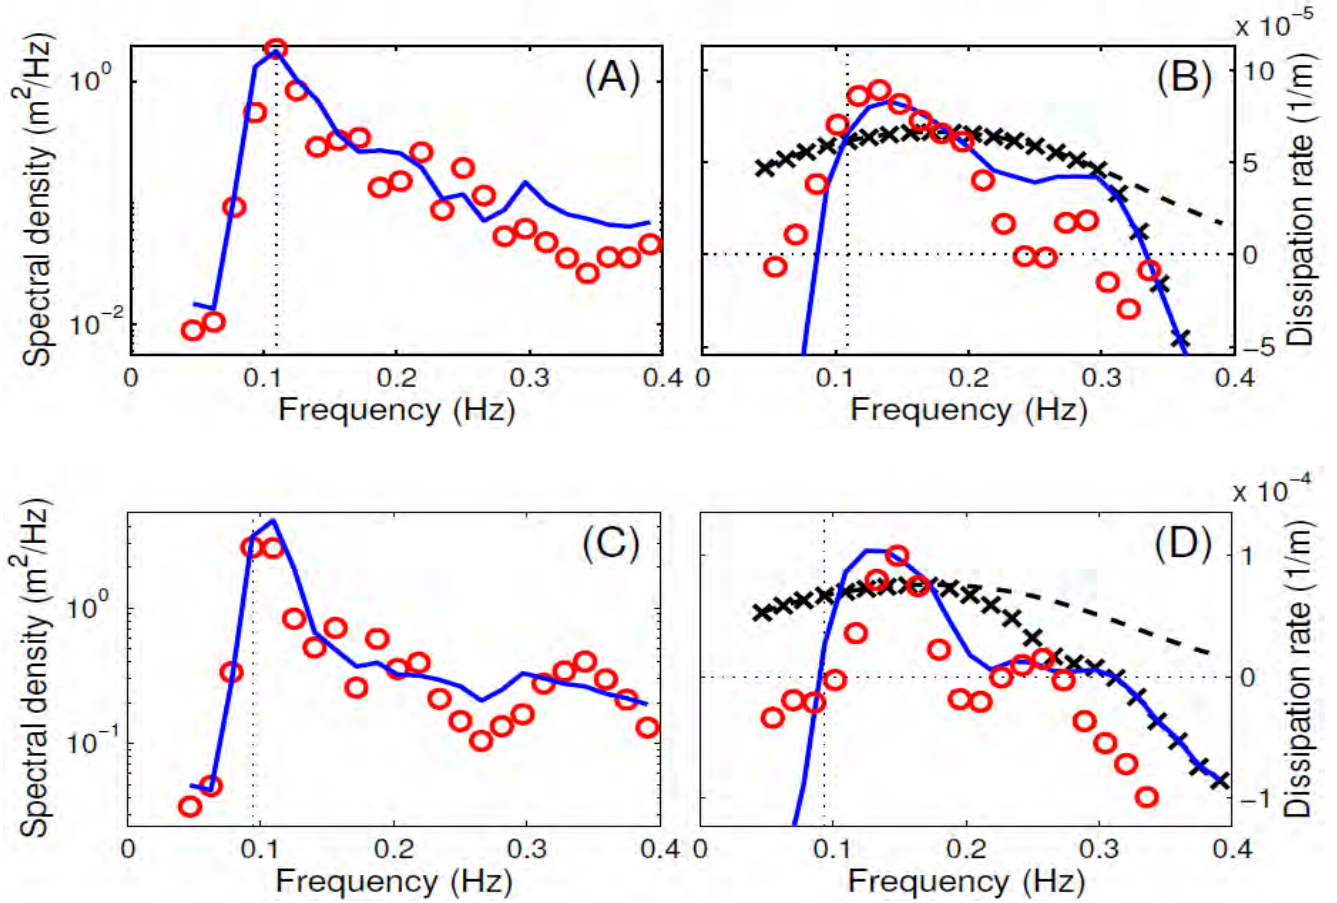 x 10⁻⁵
(A)
(B)
Spectral density (m²/Hz)
10⁰
10⁻²
0
0.1
0.2
0.3
0.4
Frequency (Hz)
10
5
0
−5
Dissipation rate (1/m)
0
0.1
0.2
0.3
0.4
Frequency (Hz)
x 10⁻⁴
(C)
(D)
Spectral density (m²/Hz)
10⁰
10⁻¹
0
0.1
0.2
0.3
0.4
Frequency (Hz)
1
0
−1
Disssipation rate (1/m)
0
0.1
0.2
0.3
0.4
Frequency (Hz)